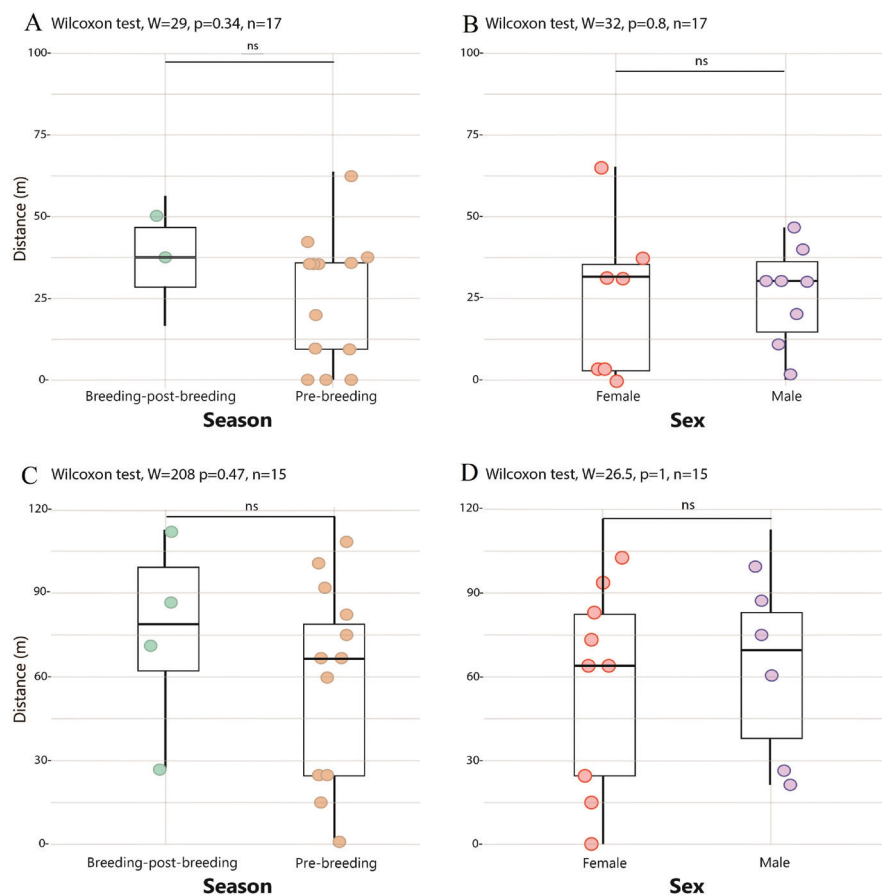 A Wilcoxon test, W=29, p=0.34, n=17
ns
100-
75-
50-
25-
0-
Distance (m)
Breeding-post-breeding Pre-breeding
Season
B Wilcoxon test, W=32, p=0.8, n=17
ns
100-
75-
50-
25-
0-
Female Male
Sex
C Wilcoxon test, W=208 p=0.47, n=15
ns
120-
90-
60-
30-
0-
Distance (m)
Breeding-post-breeding Pre-breeding
Season
D Wilcoxon test, W=26.5, p=1, n=15
ns
120-
90-
60-
30-
0-
Female Male
Sex